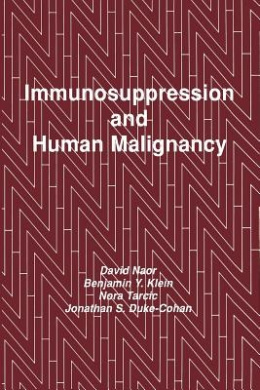 Immunosuppression
and
Human Malignancy
David Naor
Benjamin Y. Klein
Nora Tarcic
Jonathan S. Duke-Cohan